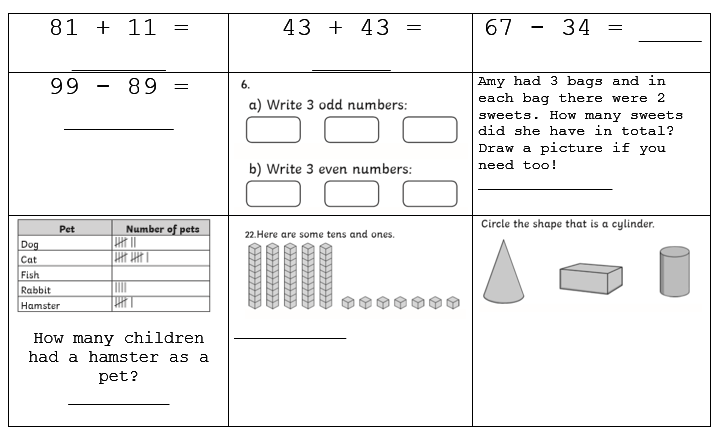 81 + 11 =
43 + 43 =
67 - 34 =
99 - 89 =
6.
a) Write 3 odd numbers:
b) Write 3 even numbers:
Amy had 3 bags and in
each bag there were 2
sweets. How many sweets
did she have in total?
Draw a picture if you
need too!
Pet Number of pets
Dog
Cat
Fish
Rabbit
Hamster
How many children
had a hamster as a
pet?
22.Here are some tens and ones.
Circle the shape that is a cylinder.